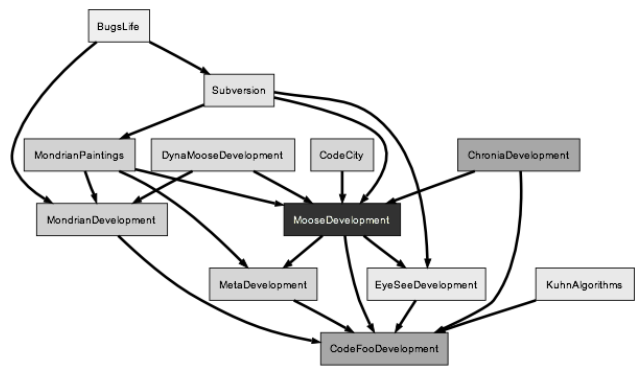 BugsLife
Subversion
MondrianPaintings
DynaMooseDevelopment
CodeCity
ChroniaDevelopment
MondrianDevelopment
MooseDevelopment
MetaDevelopment
EyeSeeDevelopment
KuhnAlgorithms
CodeFooDevelopment